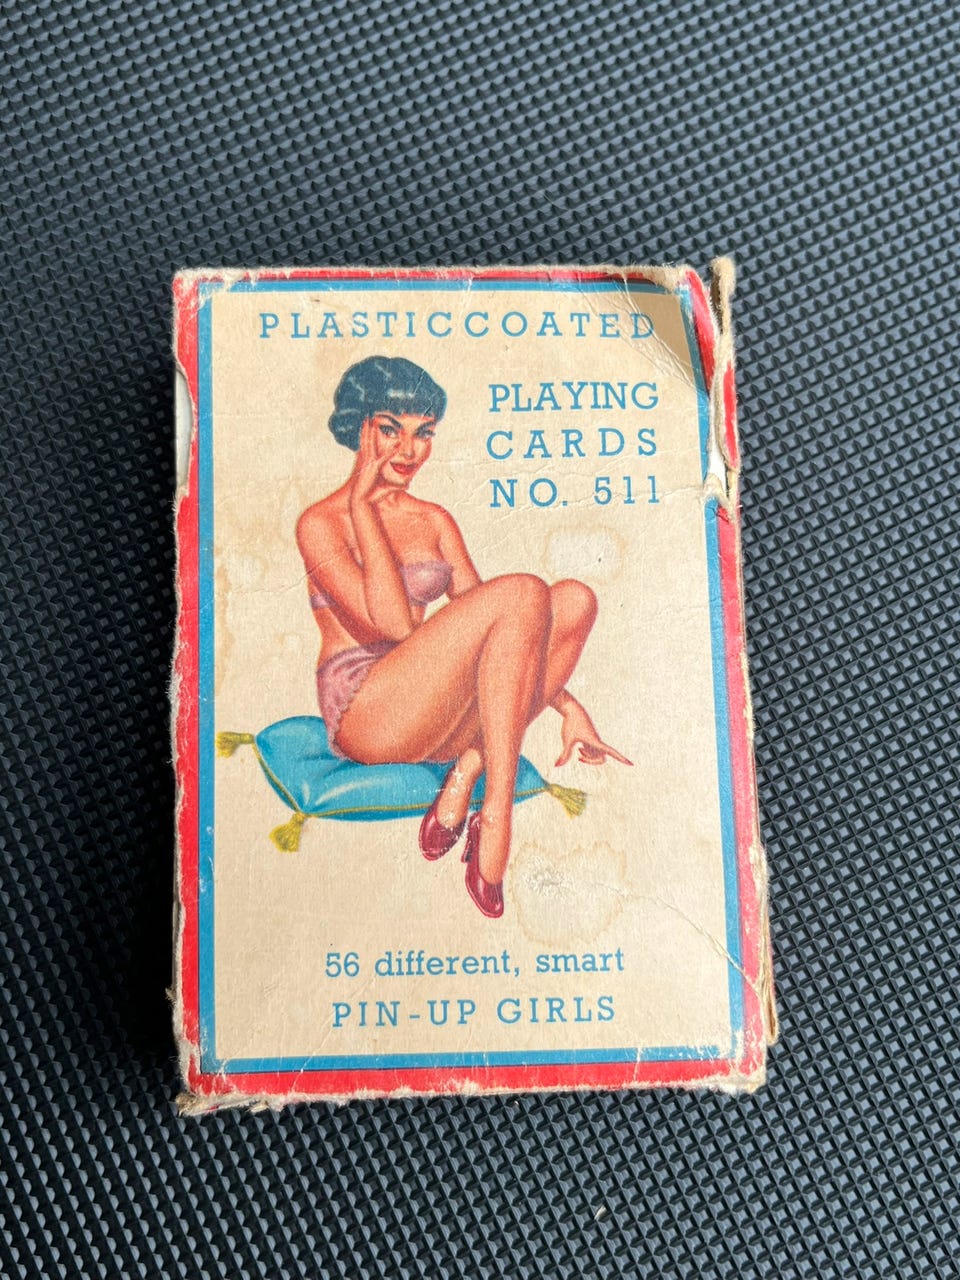 PLASTICCOATED
PLAYING
CARDS
NO. 511
56 different, smart
PIN-UP GIRLS